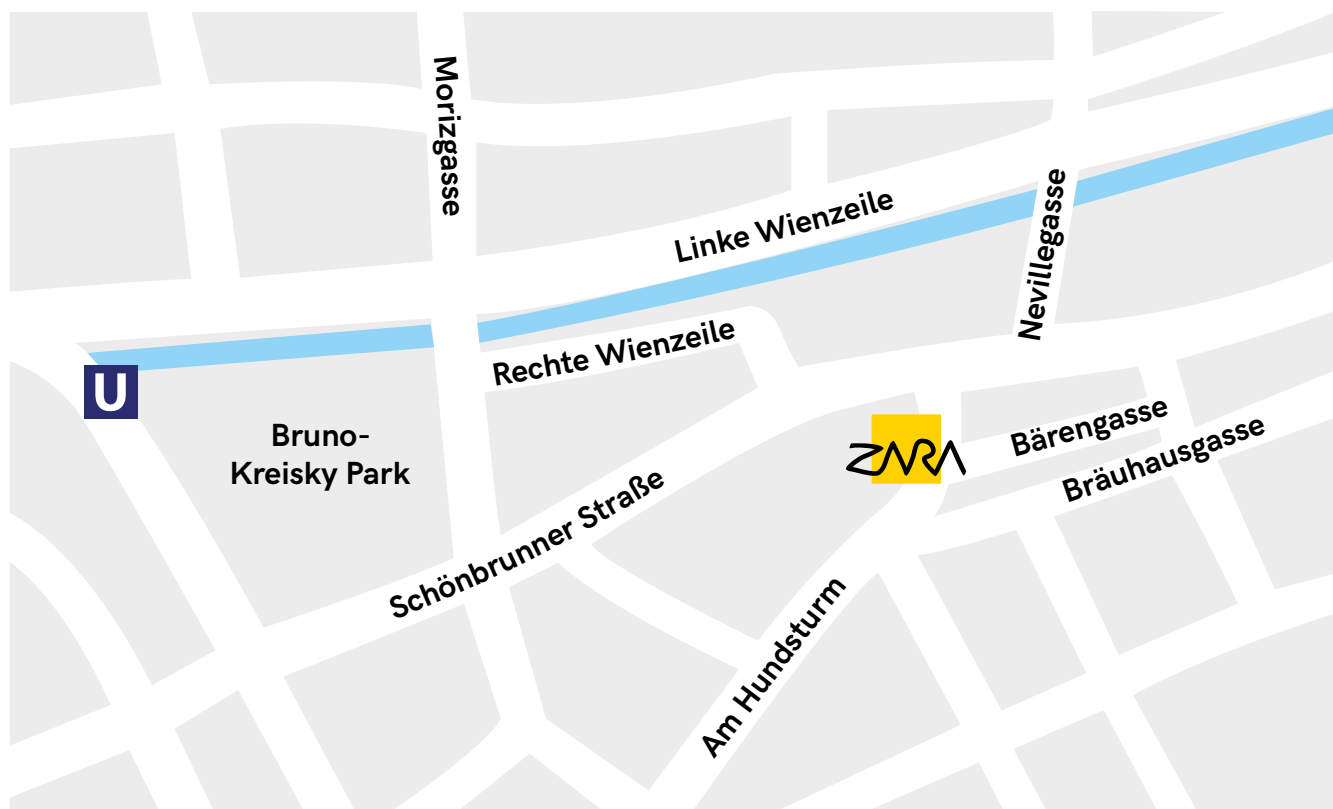 Morizgasse
Linke Wienzeile
Nevillegasse
Rechte Wienzeile
U
Bruno-
Kreisky Park
ZARA
Bärengasse
Bräuhausgasse
Schönbrunner Straße
Am Hundsturm